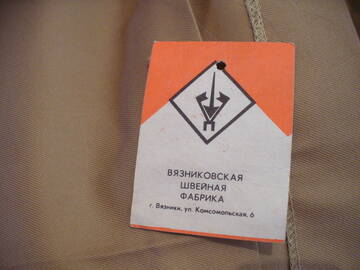 ВЯЗНИКОВСКАЯ
ШВЕЙНАЯ
ФАБРИКА
г. Вязники, ул. Комсомольская, 6